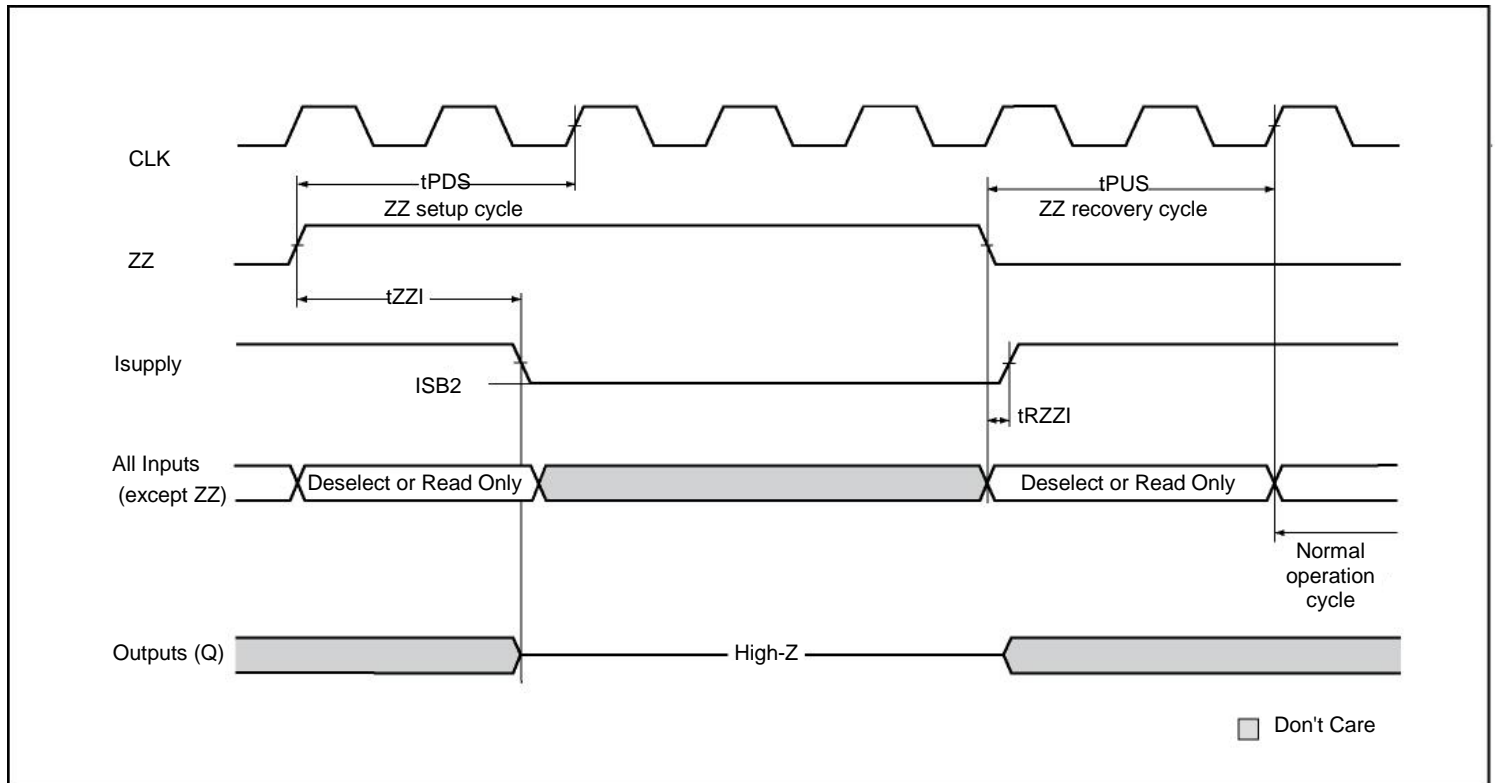 CLK
tPDS
ZZ setup cycle
tPUS
ZZ recovery cycle
ZZ
tZZI
Isupply
ISB2
tRZZI
All Inputs
(except ZZ)
Deselect or Read Only
Deselect or Read Only
Normal
operation
cycle
Outputs (Q)
High-Z
Don't Care